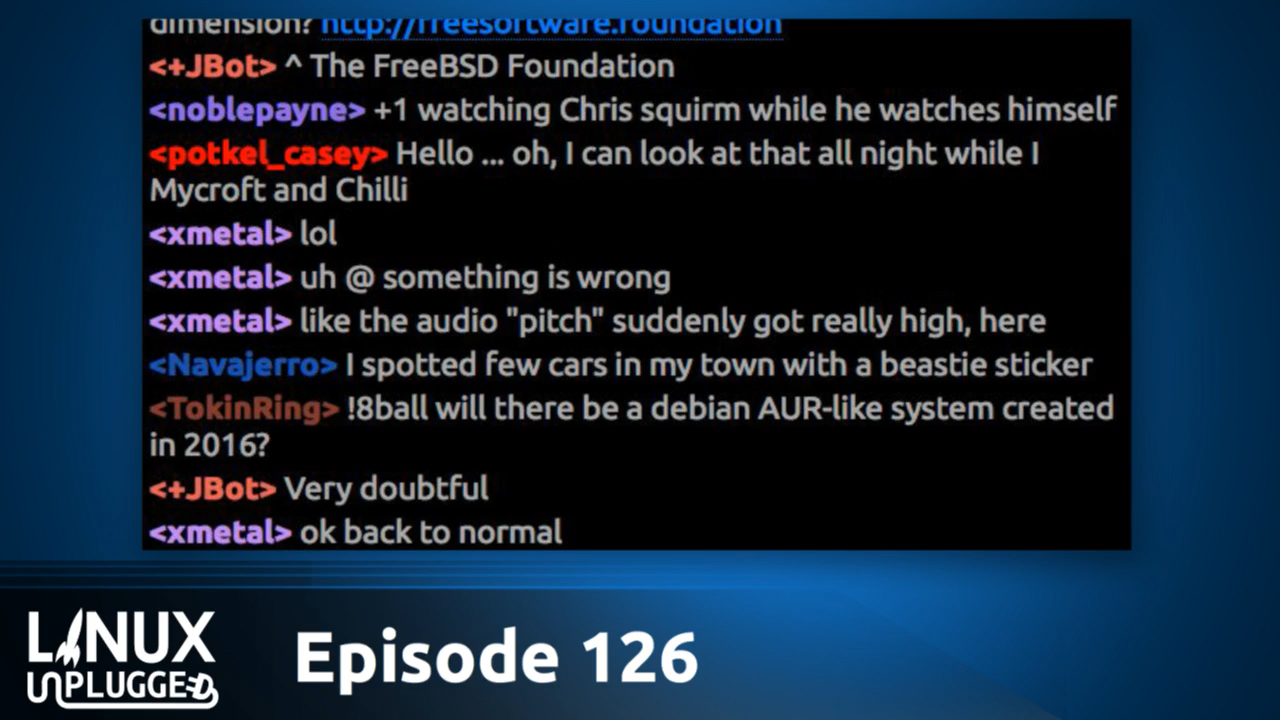 dimension? http://freesoftware.foundation
<+JBot> ^ The FreeBSD Foundation
<noblepayne> +1 watching Chris squirm while he watches himself
<potkel_casey> Hello ... oh, I can look at that all night while I
Mycroft and Chilli
<xmetal> lol
<xmetal> uh @ something is wrong
<xmetal> like the audio "pitch" suddenly got really high, here
<Navajerro> I spotted few cars in my town with a beastie sticker
<TokinRing> !8ball will there be a debian AUR-like system created
in 2016?
<+JBot> Very doubtful
<xmetal> ok back to normal
LINUX
UNPLUGGED
Episode 126